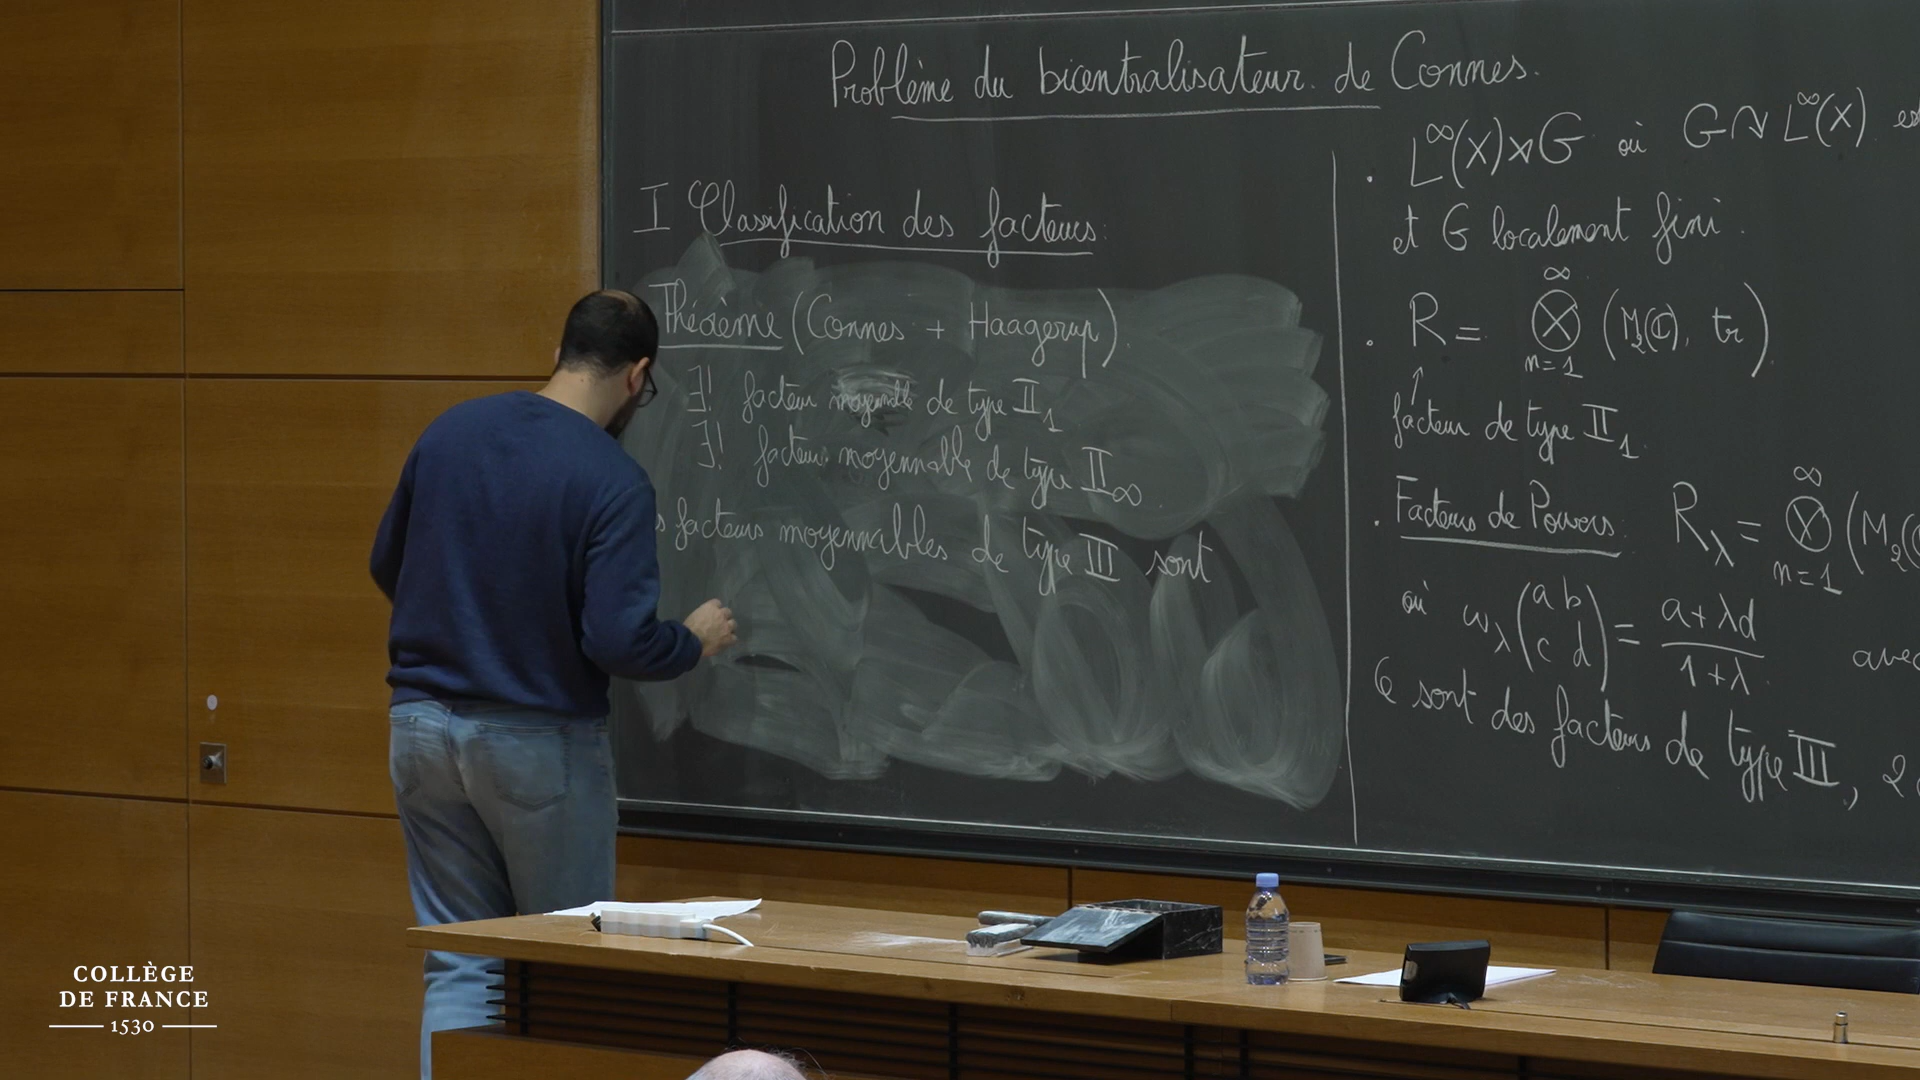 Problème du bicentralisateur de Connes.
I Classification des facteurs:
Théorème (Connes + Haagerup).
∃! facteur moyennable de type II₁
∃! facteur moyennable de type II∞
s facteurs moyennables de type III sont
. L^∞(X)⋊G où G↷L^∞(X)
et G localement fini.
. R = ⊗_{n=1}^∞ (M₂(ℂ), tr)
↑
facteur de type II₁.
. Facteurs de Powers: R_λ = ⊗_{n=1}^∞ (M₂(
où ω_λ (a b c d) = (a+λd)/(1+λ)
Ce sont des facteurs de type III, 2
COLLÈGE
DE FRANCE
1530